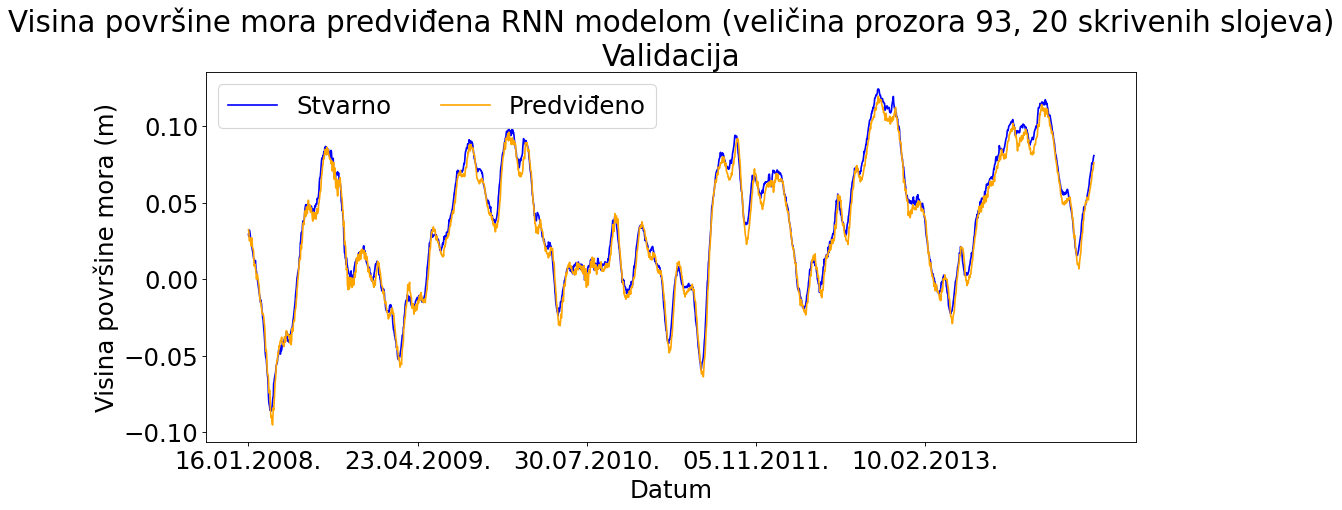 Visina površine mora predviđena RNN modelom (veličina prozora 93, 20 skrivenih slojeva)
Validacija
Stvarno
Predviđeno
Visina površine mora (m)
0.10
0.05
0.00
−0.05
−0.10
16.01.2008.
23.04.2009.
30.07.2010.
05.11.2011.
10.02.2013.
Datum